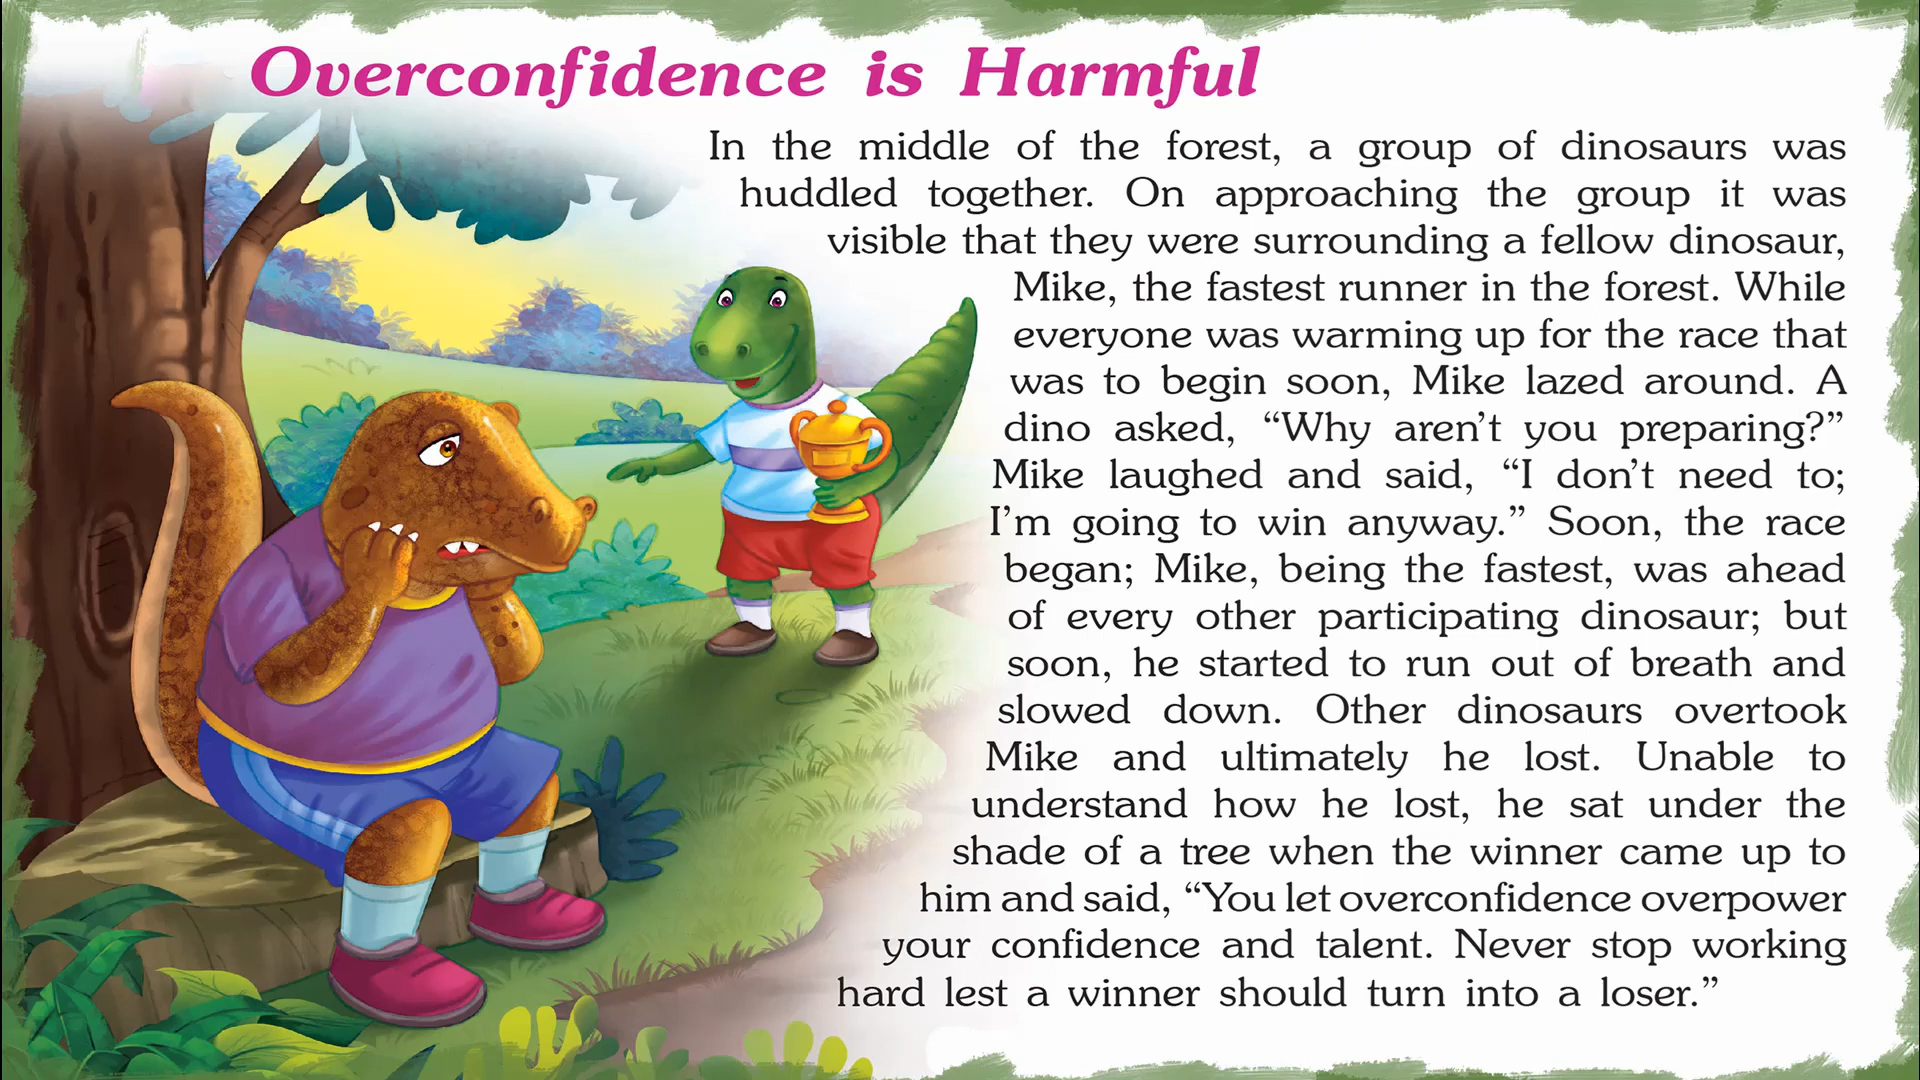 Overconfidence is Harmful
In the middle of the forest, a group of dinosaurs was
huddled together. On approaching the group it was
visible that they were surrounding a fellow dinosaur,
Mike, the fastest runner in the forest. While
everyone was warming up for the race that
was to begin soon, Mike lazed around. A
dino asked, “Why aren’t you preparing?”
Mike laughed and said, “I don’t need to;
I’m going to win anyway.” Soon, the race
began; Mike, being the fastest, was ahead
of every other participating dinosaur; but
soon, he started to run out of breath and
slowed down. Other dinosaurs overtook
Mike and ultimately he lost. Unable to
understand how he lost, he sat under the
shade of a tree when the winner came up to
him and said, “You let overconfidence overpower
your confidence and talent. Never stop working
hard lest a winner should turn into a loser.”